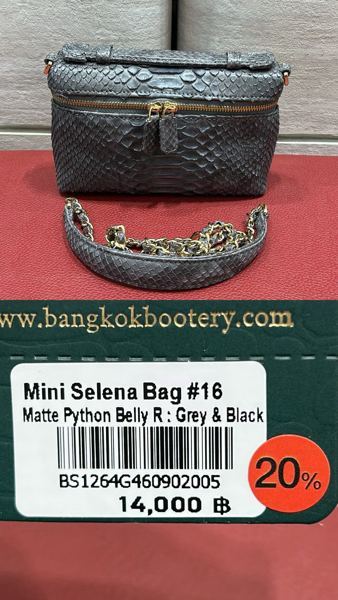 www.bangkokbootery.com
Mini Selena Bag #16
Matte Python Belly R : Grey & Black
BS1264G460902005
14,000 ฿
20%